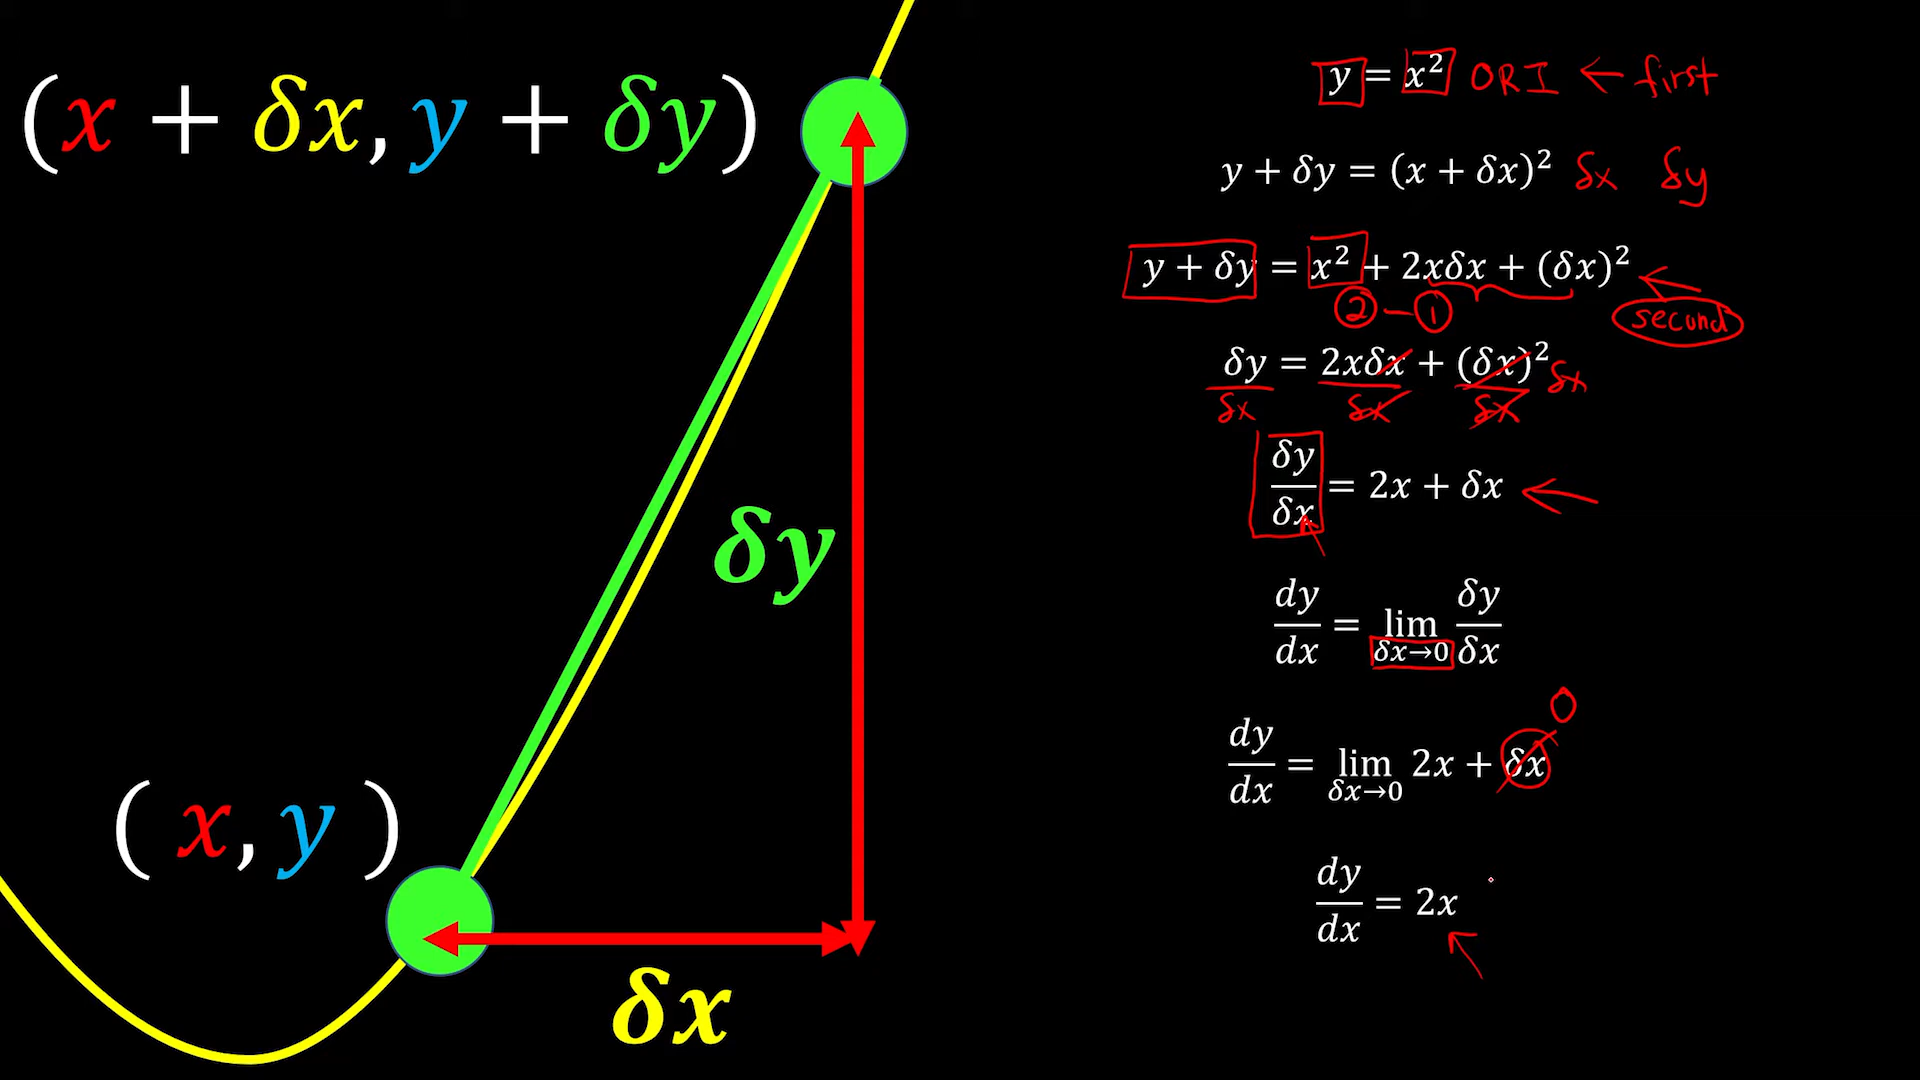 (x + δx, y + δy)
δy
(x, y)
δx
y = x² ORI ← first
y + δy = (x + δx)² δx δy
y + δy = x² + 2xδx + (δx)² ←
② – ① second
δy = 2xδx + (δx)² δx
δx δx δx
δy/δx = 2x + δx ←
dy/dx = lim δx→0 δy/δx
0
dy/dx = lim δx→0 2x + δx
dy/dx = 2x